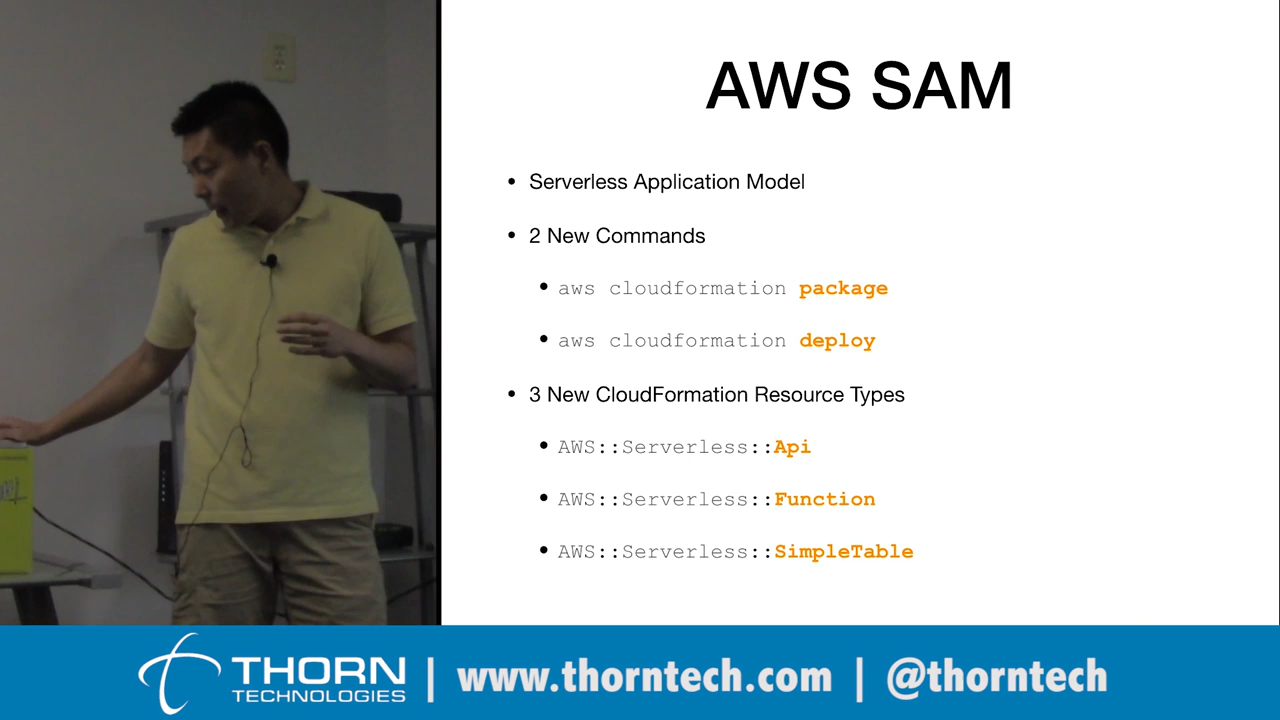 AWS SAM
• Serverless Application Model
• 2 New Commands
• aws cloudformation package
• aws cloudformation deploy
• 3 New CloudFormation Resource Types
• AWS::Serverless::Api
• AWS::Serverless::Function
• AWS::Serverless::SimpleTable
THORN TECHNOLOGIES | www.thorntech.com | @thorntech